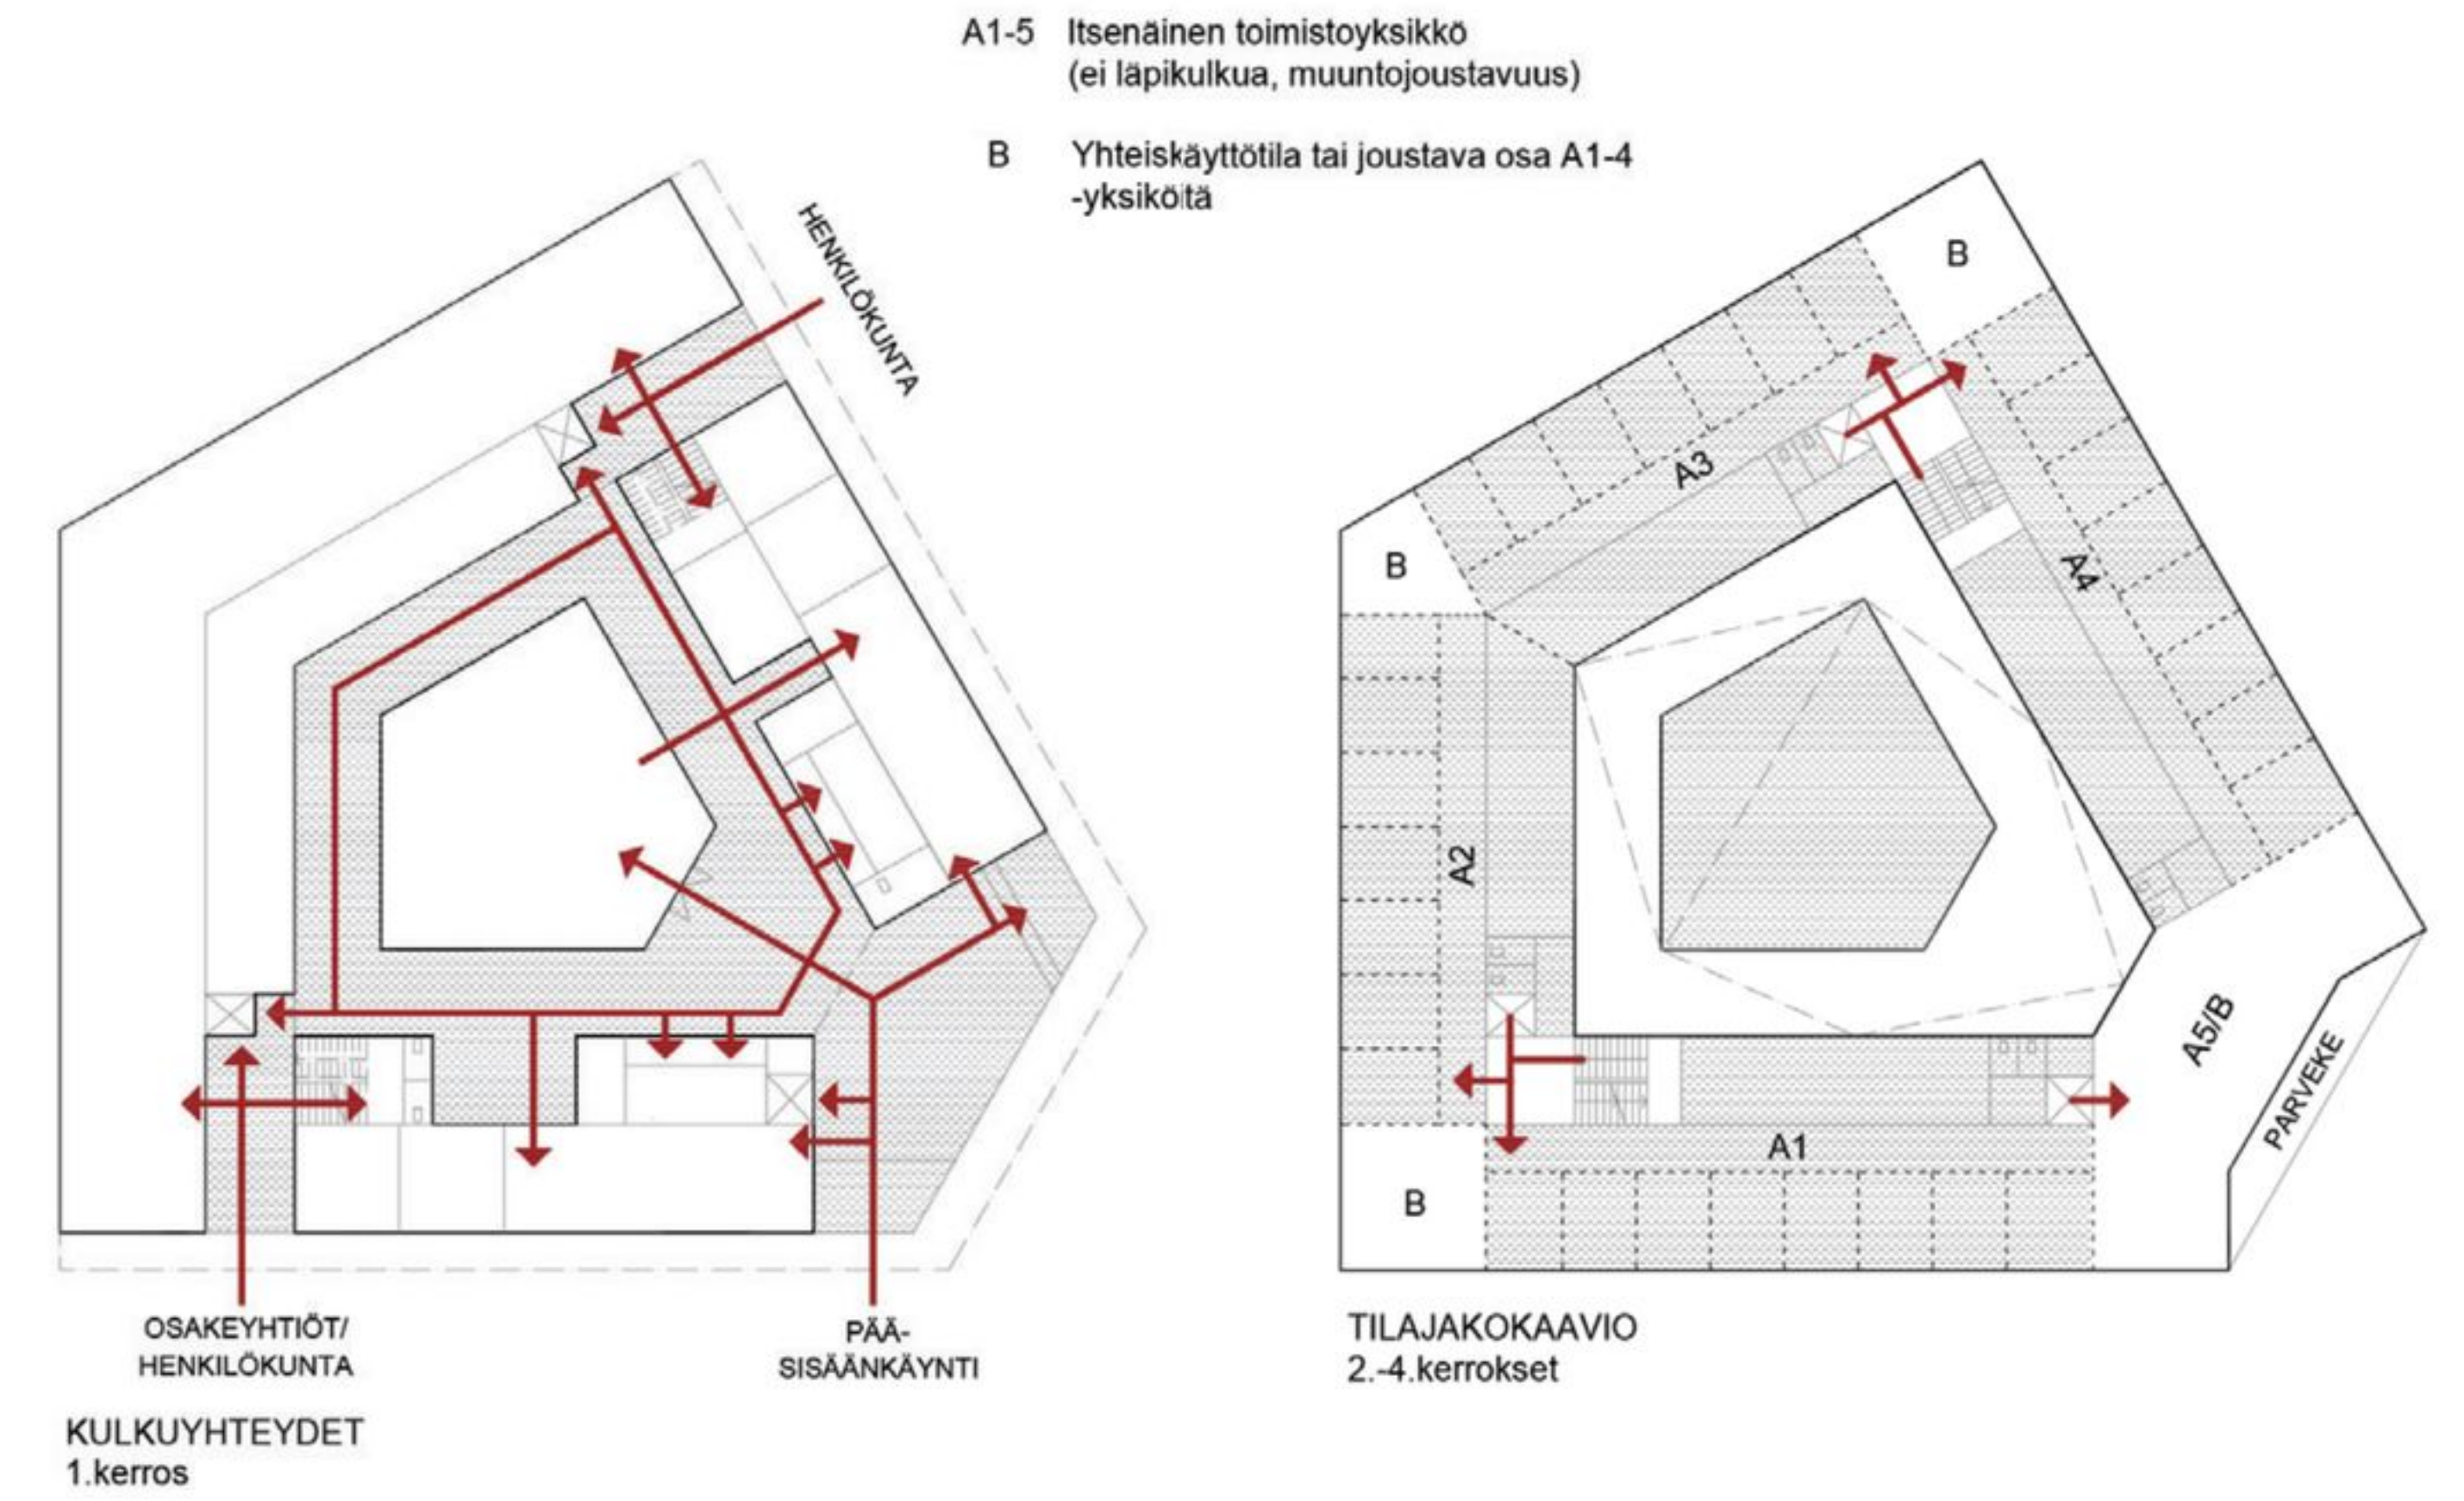 A1-5 Itsenäinen toimistoyksikkö
(ei läpikulkua, muuntojoustavuus)
B Yhteiskäyttötila tai joustava osa A1-4
-yksiköitä
HENKILÖKUNTA
OSAKEYHTIÖT/
HENKILÖKUNTA
PÄÄ-
SISÄÄNKÄYNTI
KULKUYHTEYDET
1.kerros
B
A3
B
A4
A2
A5/B
PARVEKE
A1
B
TILAJAKOKAAVIO
2.-4.kerrokset